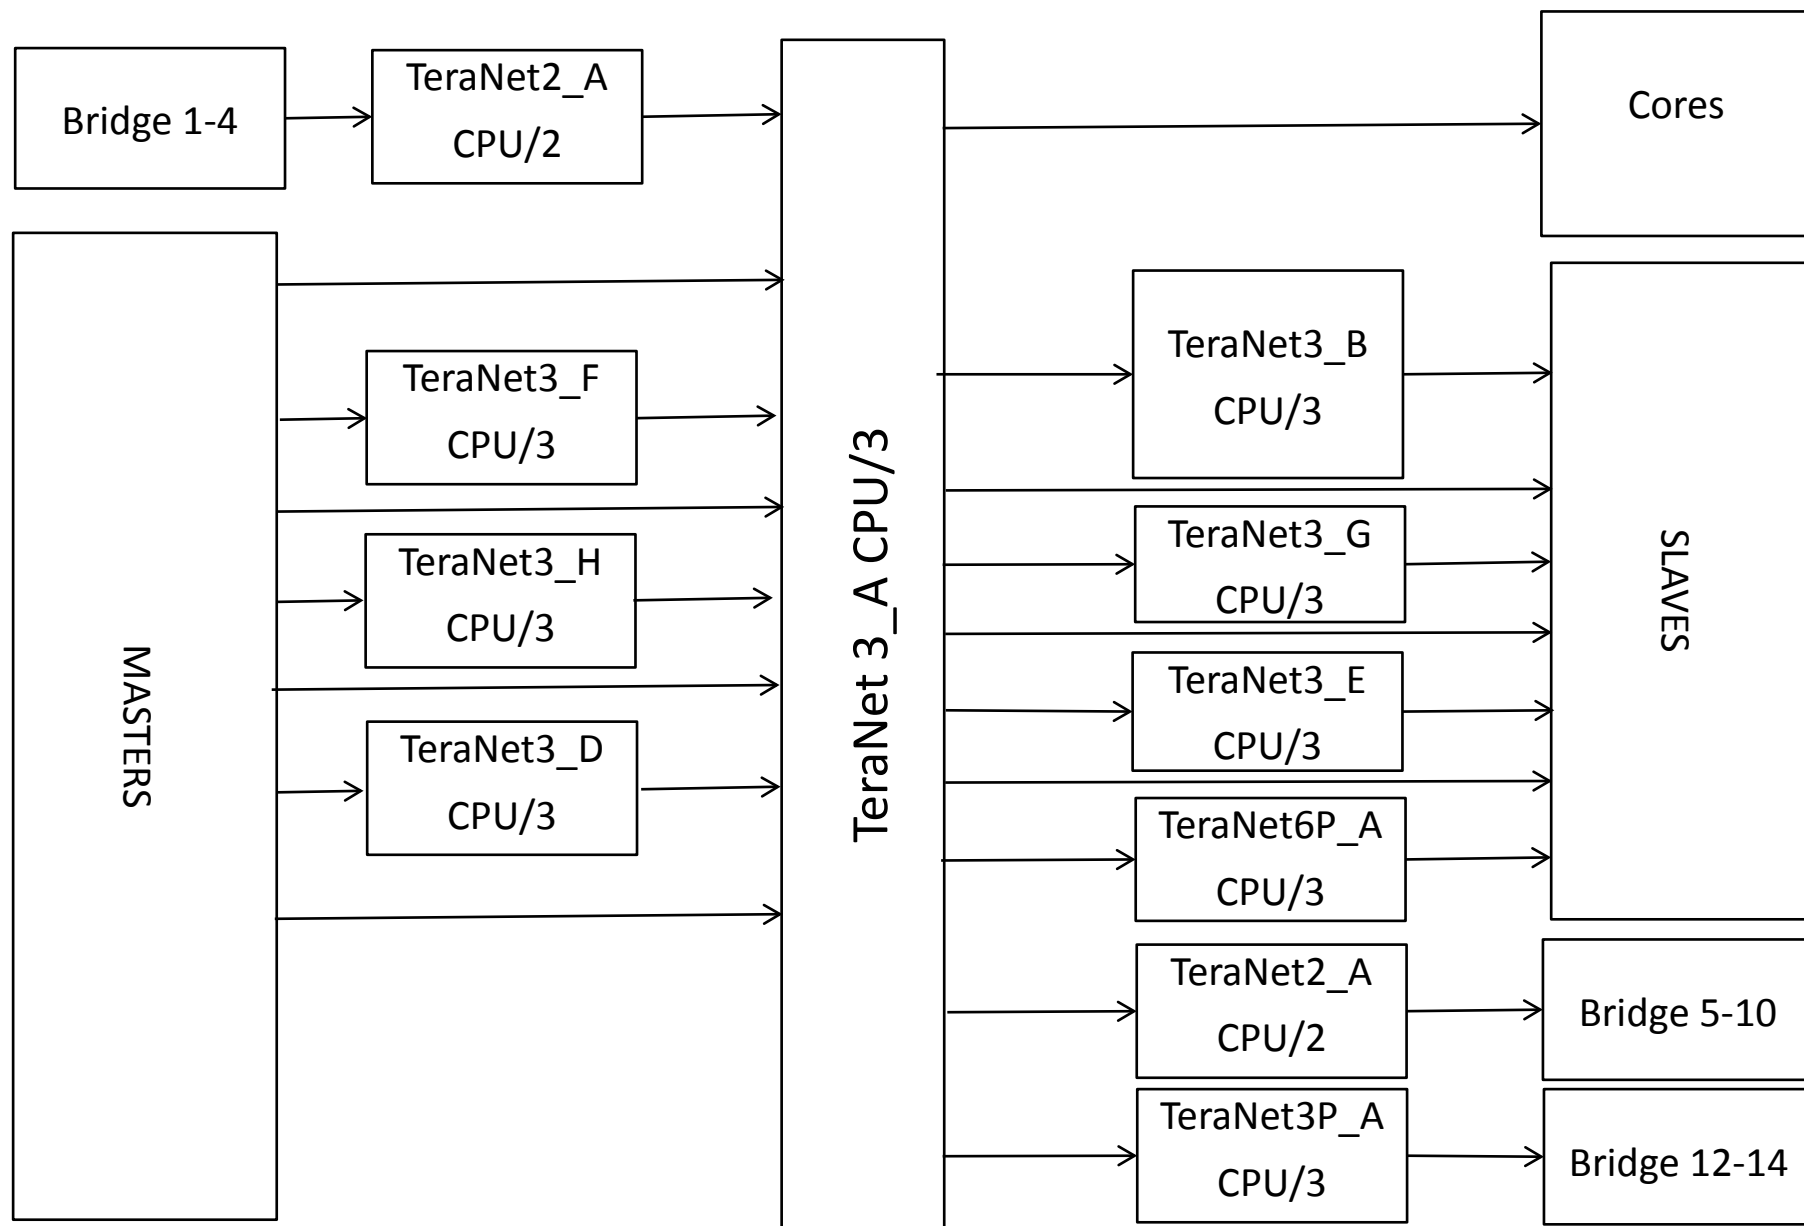 Bridge 1-4
TeraNet2_A
CPU/2
MASTERS
TeraNet3_F
CPU/3
TeraNet3_H
CPU/3
TeraNet3_D
CPU/3
TeraNet 3_A CPU/3
Cores
TeraNet3_B
CPU/3
TeraNet3_G
CPU/3
TeraNet3_E
CPU/3
TeraNet6P_A
CPU/3
SLAVES
TeraNet2_A
CPU/2
Bridge 5-10
TeraNet3P_A
CPU/3
Bridge 12-14